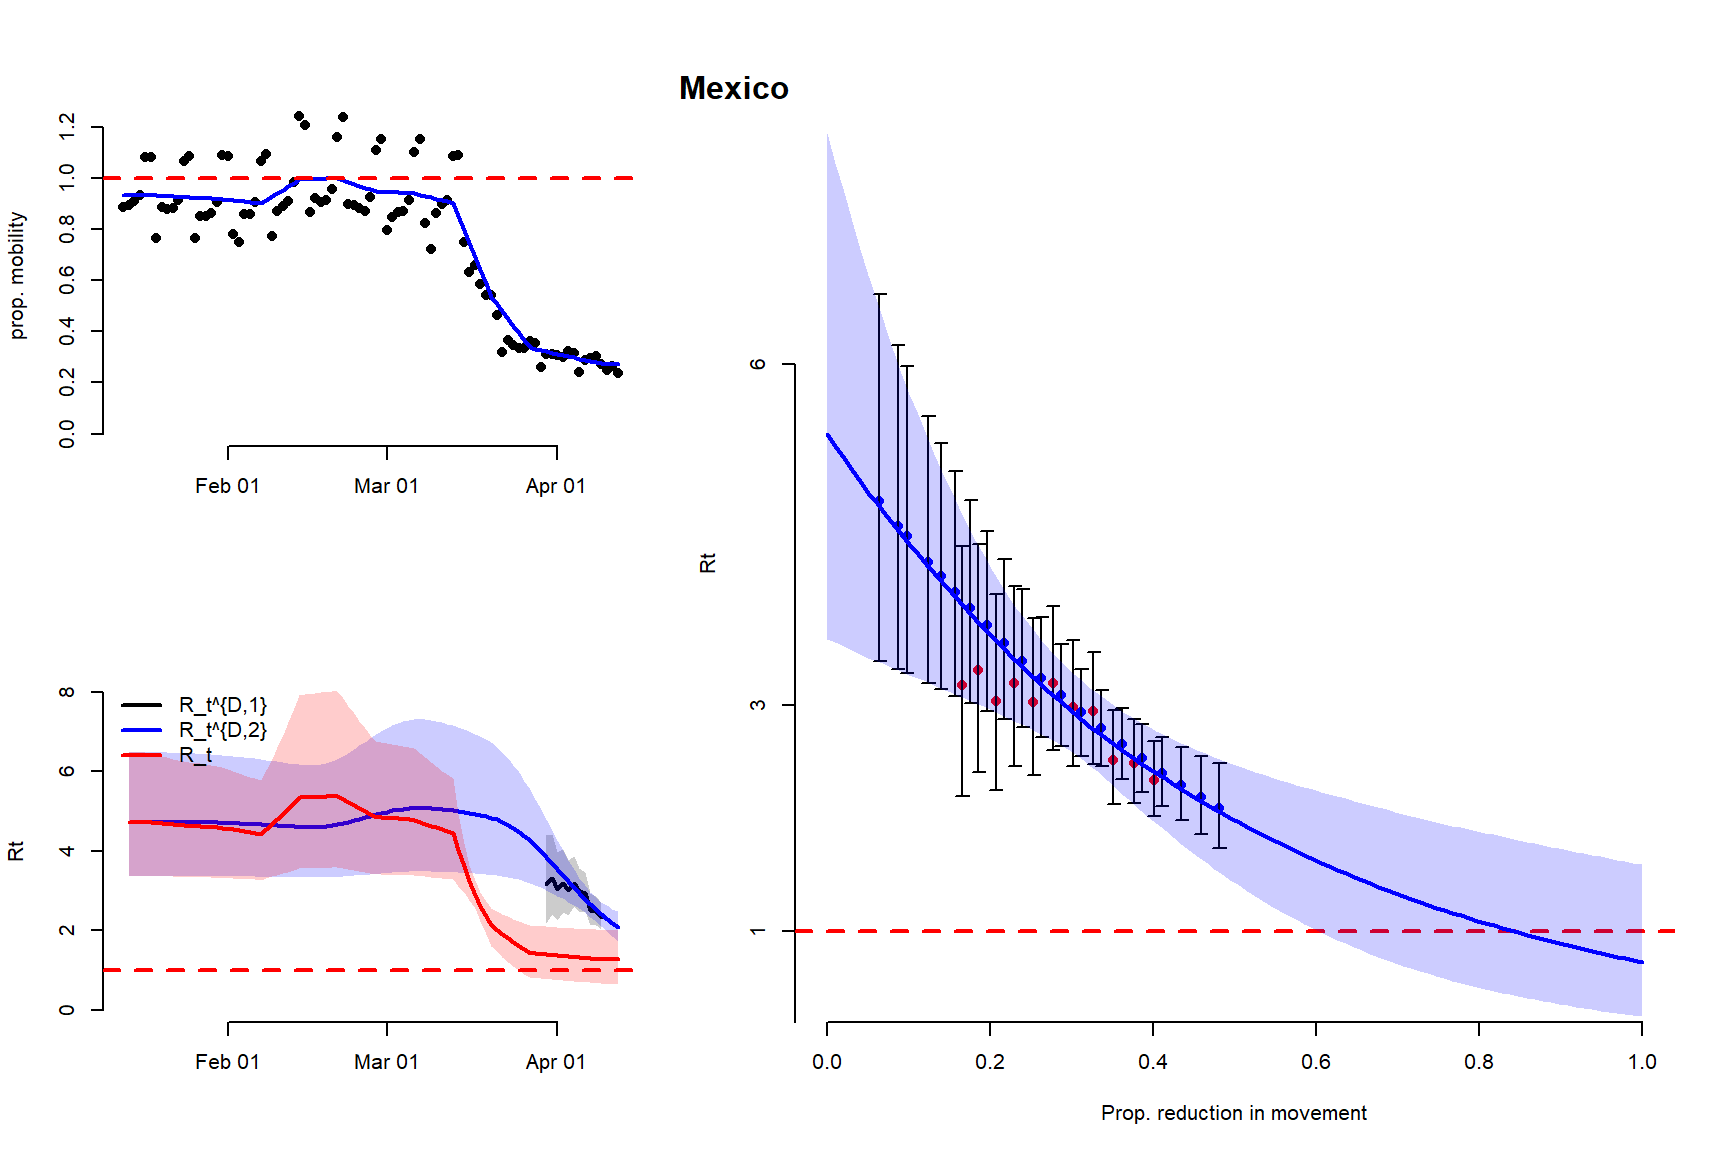 Mexico
prop. mobility
1.2
1.0
0.8
0.6
0.4
0.2
0.0
Feb 01 Mar 01 Apr 01
Rt
8
6
4
2
0
R_t^{D,1}
R_t^{D,2}
R_t
Feb 01 Mar 01 Apr 01
Rt
6
3
1
0.0 0.2 0.4 0.6 0.8 1.0
Prop. reduction in movement